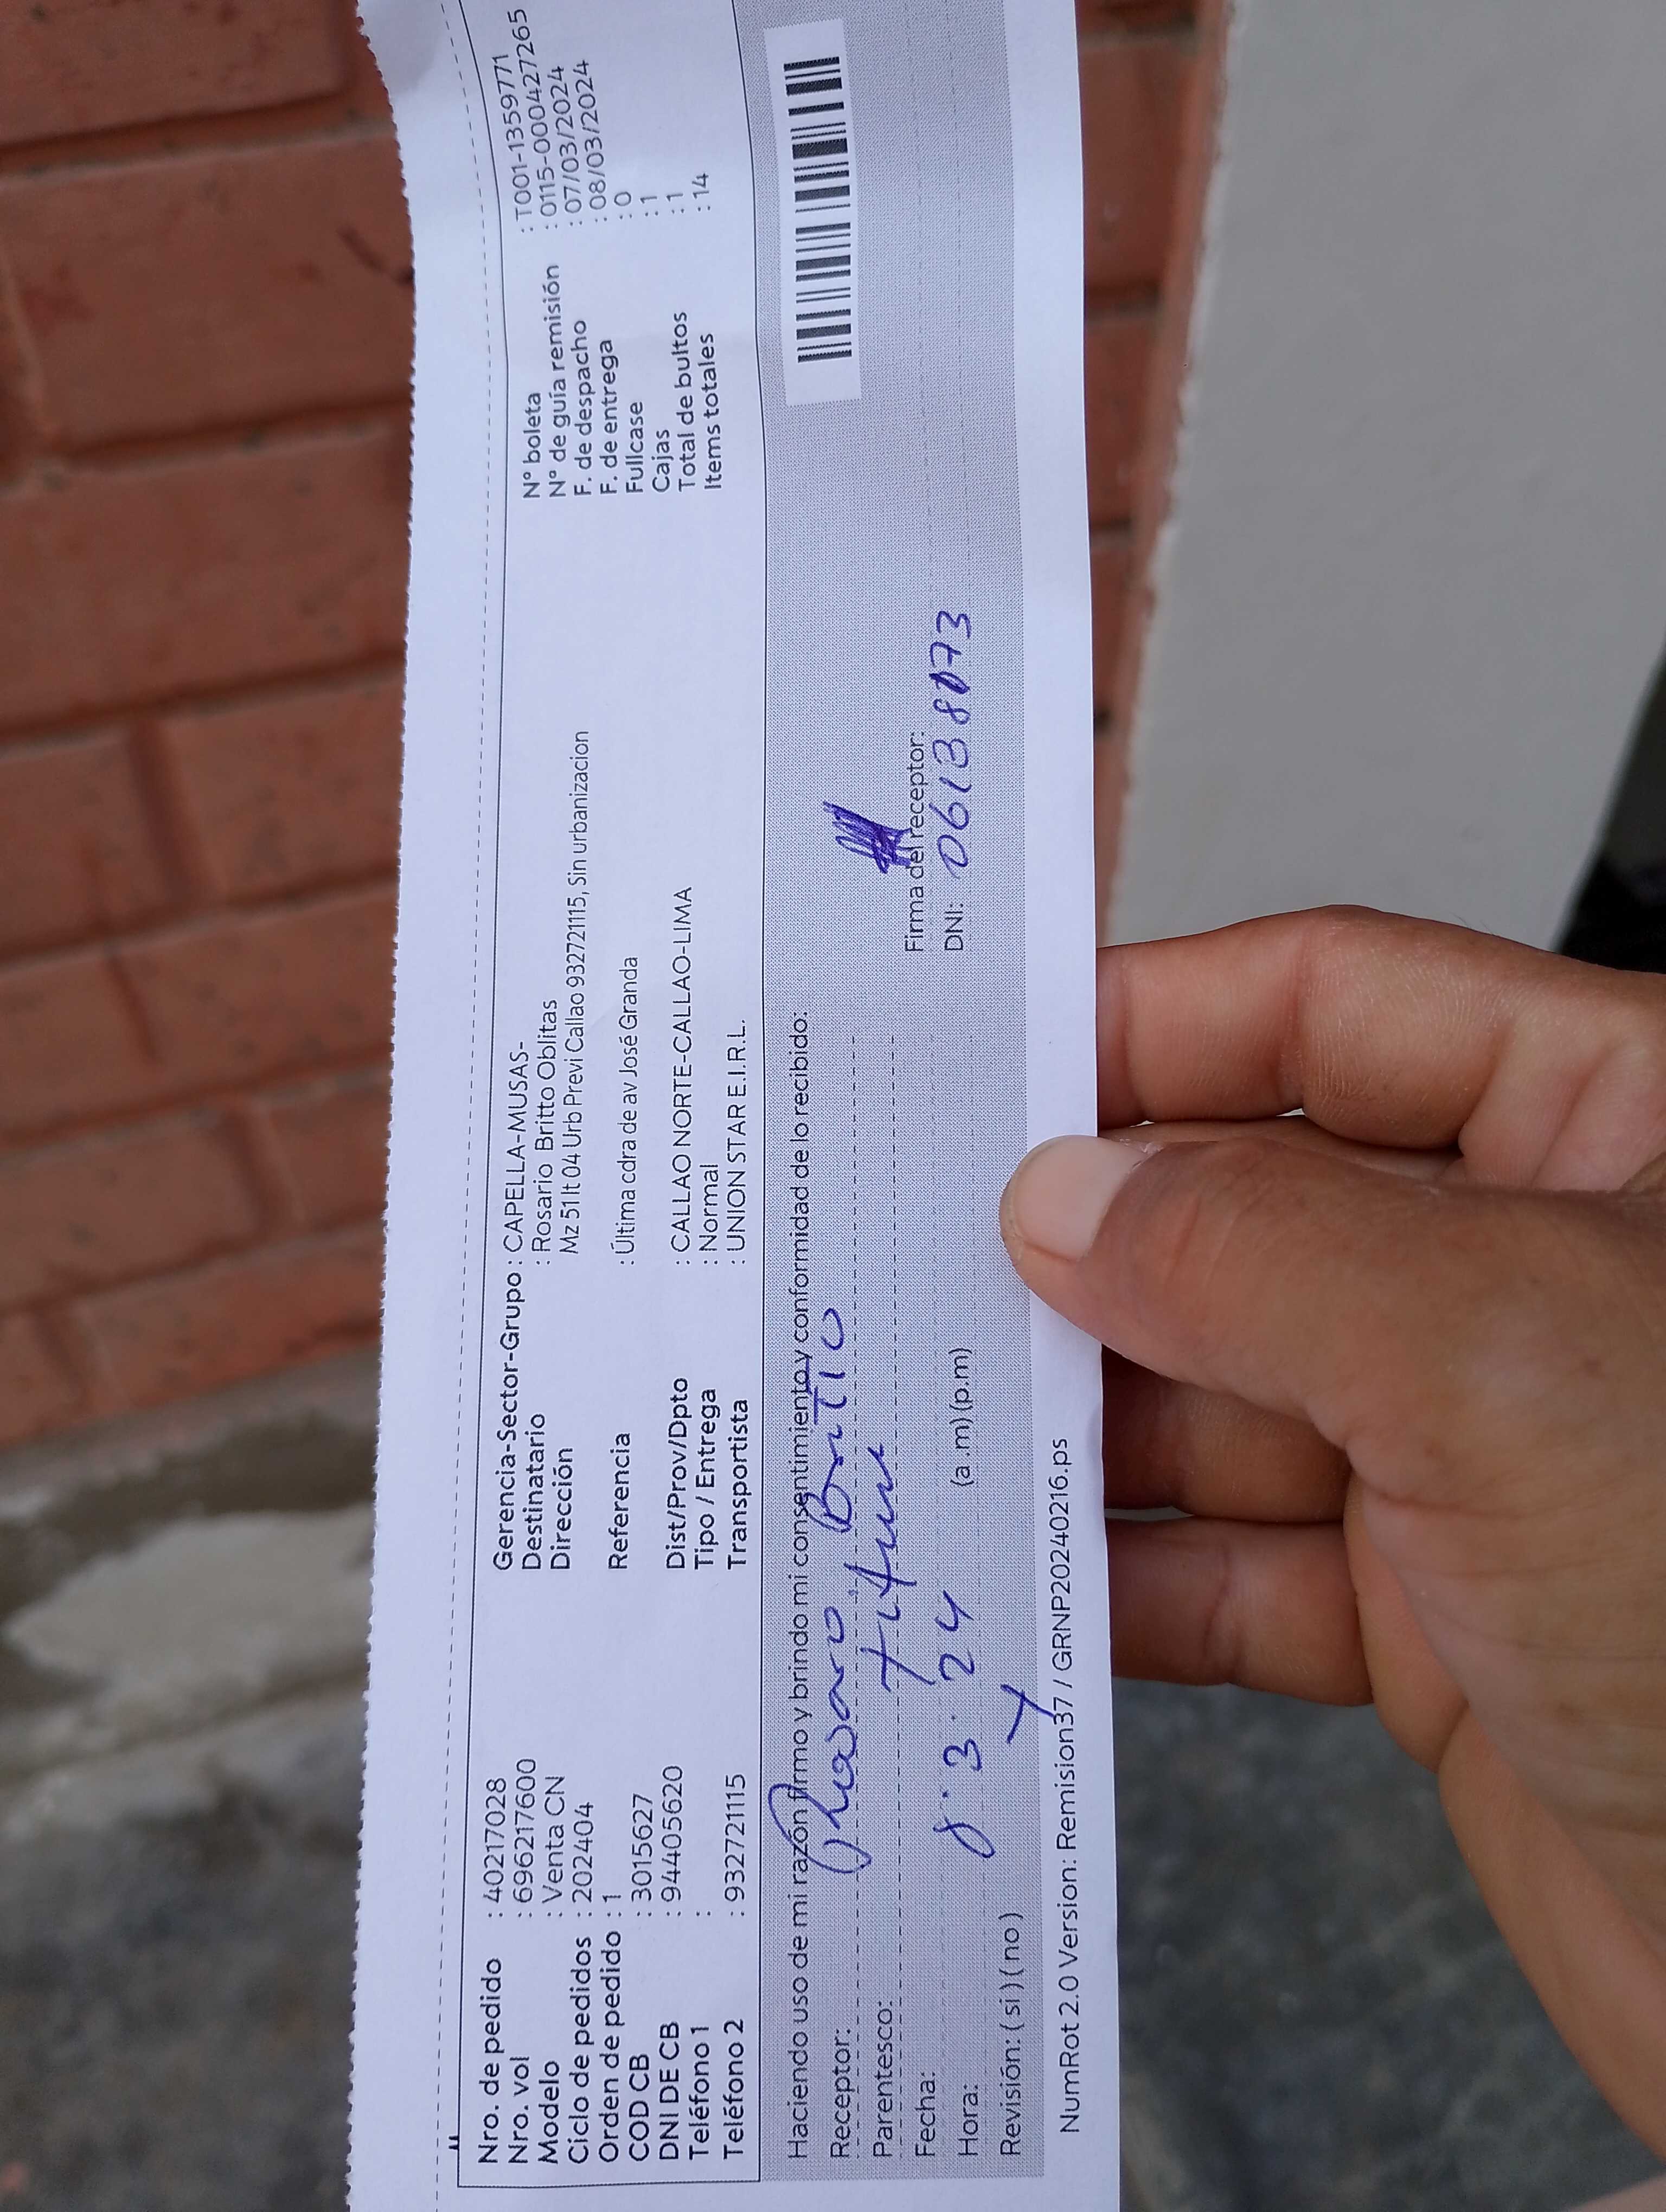 Nro. de pedido : 40217028
Nro. vol : 696217600
Modelo : Venta CN
Ciclo de pedidos : 202404
Orden de pedido : 1
COD CB : 3015627
DNI DE CB : 94405620
Teléfono 1 :
Teléfono 2 : 932721115
Gerencia-Sector-Grupo : CAPELLA-MUSAS-
Destinatario : Rosario Britto Oblitas
Dirección Mz 51 lt 04 Urb Previ Callao 932721115, Sin urbanizacion
Referencia : Última cdra de av José Granda
Dist/Prov/Dpto : CALLAO NORTE-CALLAO-LIMA
Tipo / Entrega : Normal
Transportista : UNION STAR E.I.R.L.
N° boleta : T001-1359771
N° de guía remisión : 0115-0000427265
F. de despacho : 07/03/2024
F. de entrega : 08/03/2024
Fullcase : 0
Cajas : 1
Total de bultos : 1
Items totales : 14
Haciendo uso de mi razón firmo y brindo mi consentimiento y conformidad de lo recibido:
Receptor: Rosario Britto
Parentesco:
Fecha: 8. 3. 24
Hora: (a .m) (p.m)
Revisión: ( si ) ( no )
Firma del receptor:
DNI:
NumRot 2.0 Version: Remision37 / GRNP20240216.ps